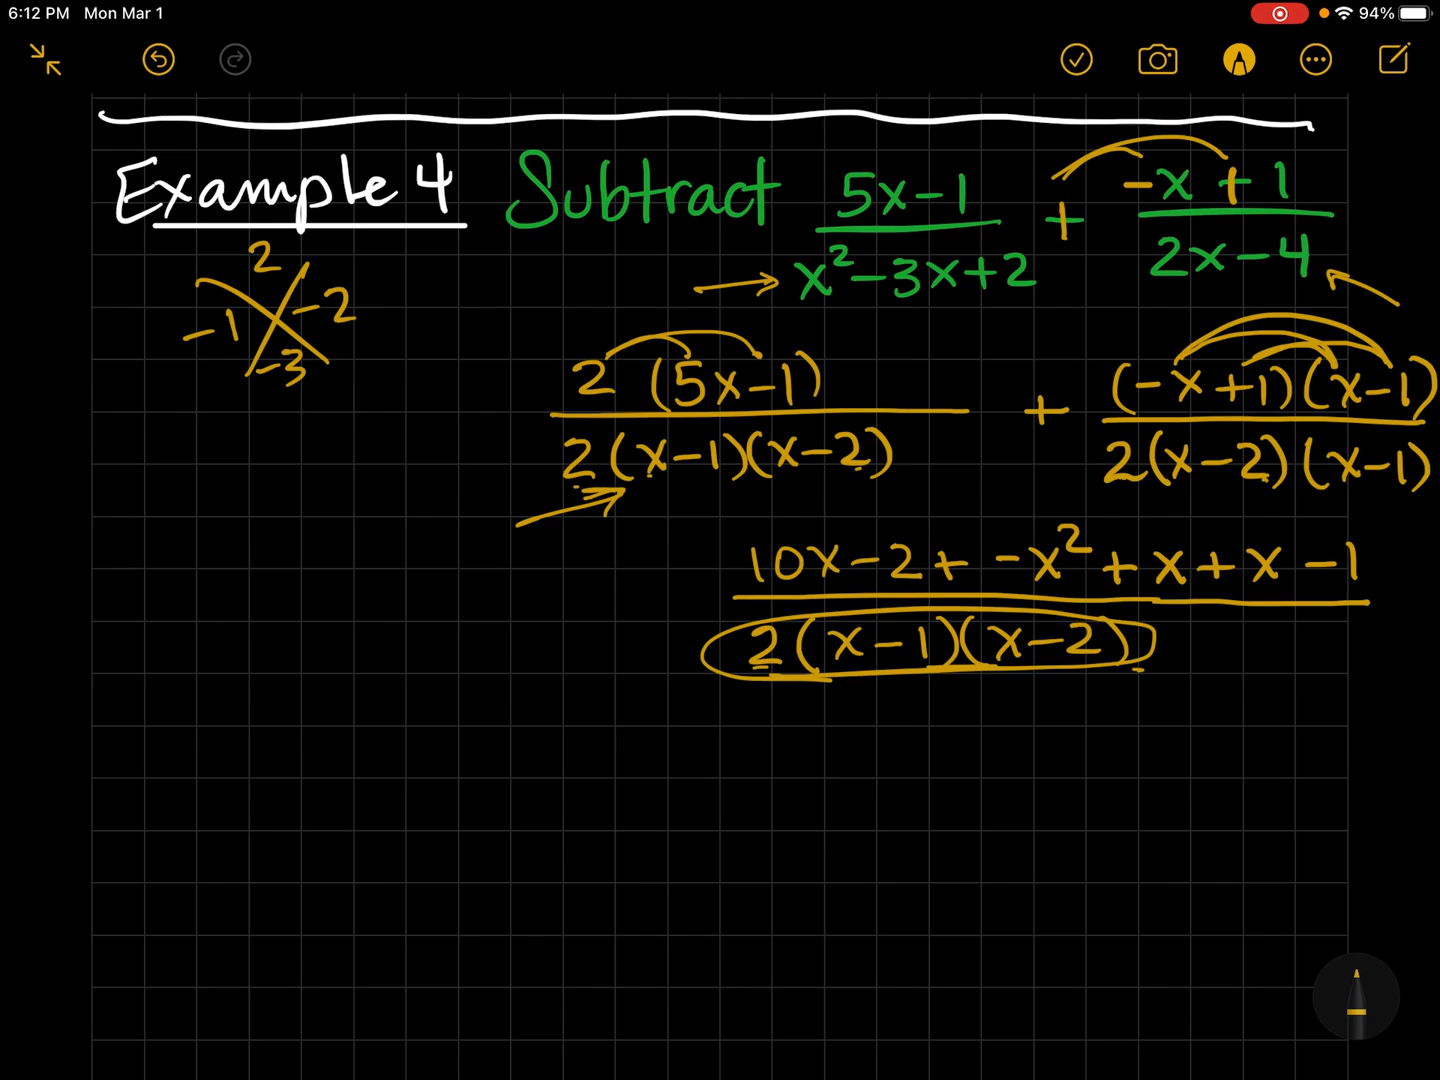 6:12 PM Mon Mar 1 94%
Example 4 Subtract (5x-1)/(x²-3x+2) + (-x+1)/(2x-4)
2
-1 -2
-3
2(5x-1)/(2(x-1)(x-2)) + (-x+1)(x-1)/(2(x-2)(x-1))
10x-2+ -x²+x+x-1
2(x-1)(x-2)